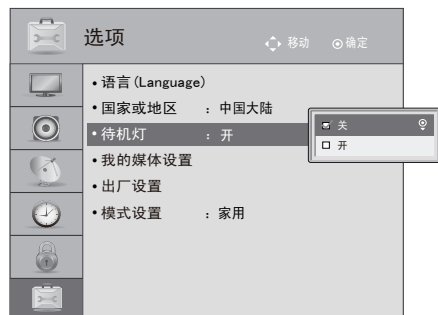 选项
移动 确定
•语言(Language)
•国家或地区 ：中国大陆
•待机灯 ：开
关
开
•我的媒体设置
•出厂设置
•模式设置 ：家用